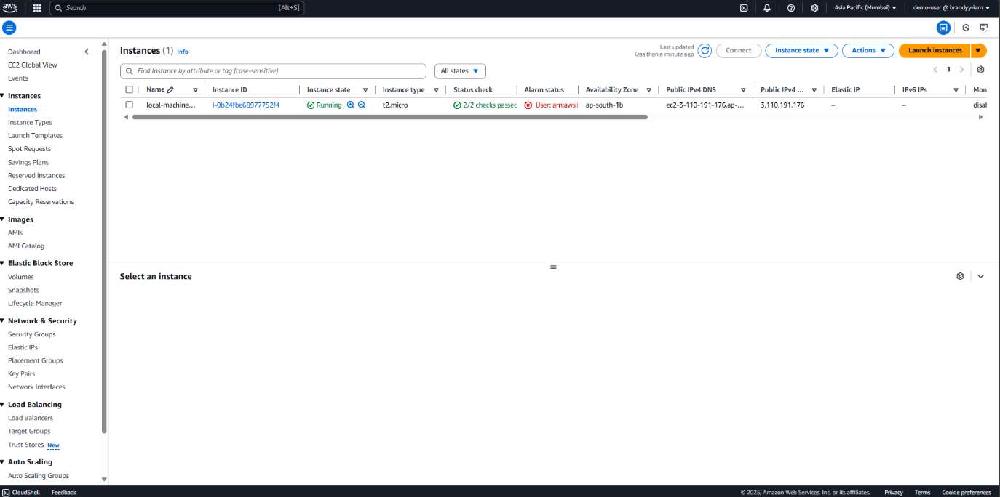 aws Search [Alt+S] Asia Pacific (Mumbai) demo-user @ brandyy-iam
Dashboard
EC2 Global View
Events
Instances
Instances
Instance Types
Launch Templates
Spot Requests
Savings Plans
Reserved Instances
Dedicated Hosts
Capacity Reservations
Images
AMIs
AMI Catalog
Elastic Block Store
Volumes
Snapshots
Lifecycle Manager
Network & Security
Security Groups
Elastic IPs
Placement Groups
Key Pairs
Network Interfaces
Load Balancing
Load Balancers
Target Groups
Trust Stores New
Auto Scaling
Auto Scaling Groups
Instances (1) Info
Last updated
less than a minute ago
Connect Instance state Actions Launch instances
Find Instance by attribute or tag (case-sensitive) All states 1
Name Instance ID Instance state Instance type Status check Alarm status Availability Zone Public IPv4 DNS Public IPv4 ... Elastic IP IPv6 IPs Mon
local-machine... i-0b24fbe68977752f4 Running t2.micro 2/2 checks passed User: arn:aws:i ap-south-1b ec2-3-110-191-176.ap-... 3.110.191.176 – – disab
Select an instance
CloudShell Feedback © 2025, Amazon Web Services, Inc. or its affiliates. Privacy Terms Cookie preferences